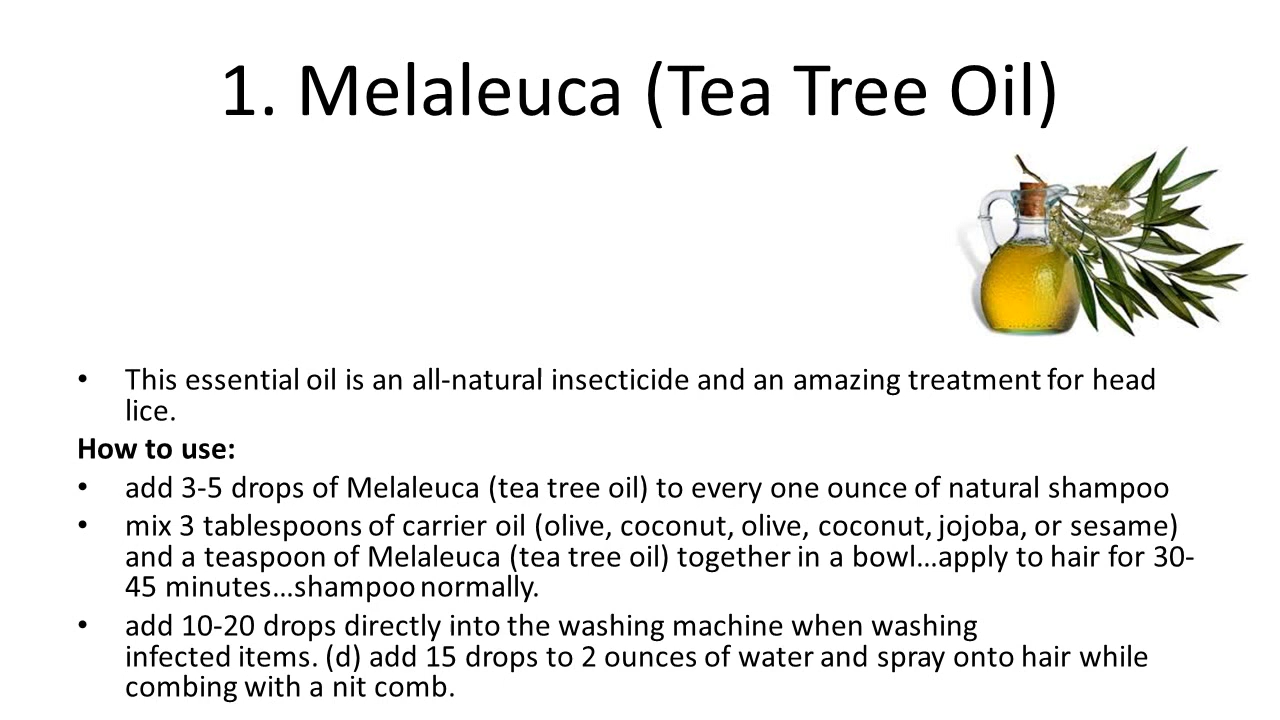 1. Melaleuca (Tea Tree Oil)
• This essential oil is an all-natural insecticide and an amazing treatment for head
lice.
How to use:
• add 3-5 drops of Melaleuca (tea tree oil) to every one ounce of natural shampoo
• mix 3 tablespoons of carrier oil (olive, coconut, olive, coconut, jojoba, or sesame)
and a teaspoon of Melaleuca (tea tree oil) together in a bowl…apply to hair for 30-
45 minutes…shampoo normally.
• add 10-20 drops directly into the washing machine when washing
infected items. (d) add 15 drops to 2 ounces of water and spray onto hair while
combing with a nit comb.